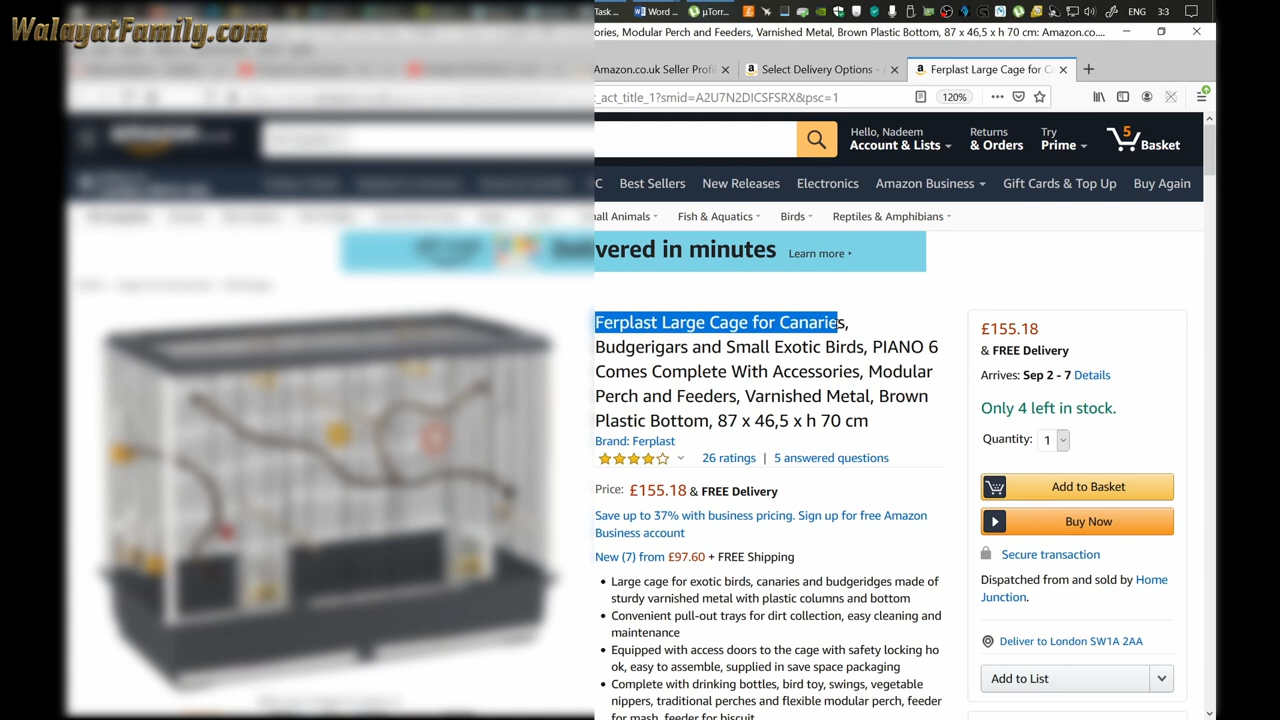 WalayatFamily.com
Task ..
Word ...
µTorr...
ENG
3:3
ories, Modular Perch and Feeders, Varnished Metal, Brown Plastic Bottom, 87 x 46,5 x h 70 cm: Amazon.co....
Amazon.co.uk Seller Profil
Select Delivery Options - A
Ferplast Large Cage for Ca
_act_title_1?smid=A2U7N2DICSFSRX&psc=1
120%
Hello, Nadeem
Account & Lists
Returns
& Orders
Try
Prime
5
Basket
C Best Sellers New Releases Electronics Amazon Business Gift Cards & Top Up Buy Again
all Animals Fish & Aquatics Birds Reptiles & Amphibians
vered in minutes Learn more
Ferplast Large Cage for Canaries,
Budgerigars and Small Exotic Birds, PIANO 6
Comes Complete With Accessories, Modular
Perch and Feeders, Varnished Metal, Brown
Plastic Bottom, 87 x 46,5 x h 70 cm
Brand: Ferplast
26 ratings | 5 answered questions
Price: £155.18 & FREE Delivery
Save up to 37% with business pricing. Sign up for free Amazon
Business account
New (7) from £97.60 + FREE Shipping
• Large cage for exotic birds, canaries and budgeridges made of
sturdy varnished metal with plastic columns and bottom
• Convenient pull-out trays for dirt collection, easy cleaning and
maintenance
• Equipped with access doors to the cage with safety locking ho
ok, easy to assemble, supplied in save space packaging
• Complete with drinking bottles, bird toy, swings, vegetable
nippers, traditional perches and flexible modular perch, feeder
for mash, feeder for biscuit
£155.18
& FREE Delivery
Arrives: Sep 2 - 7 Details
Only 4 left in stock.
Quantity: 1
Add to Basket
Buy Now
Secure transaction
Dispatched from and sold by Home
Junction.
Deliver to London SW1A 2AA
Add to List